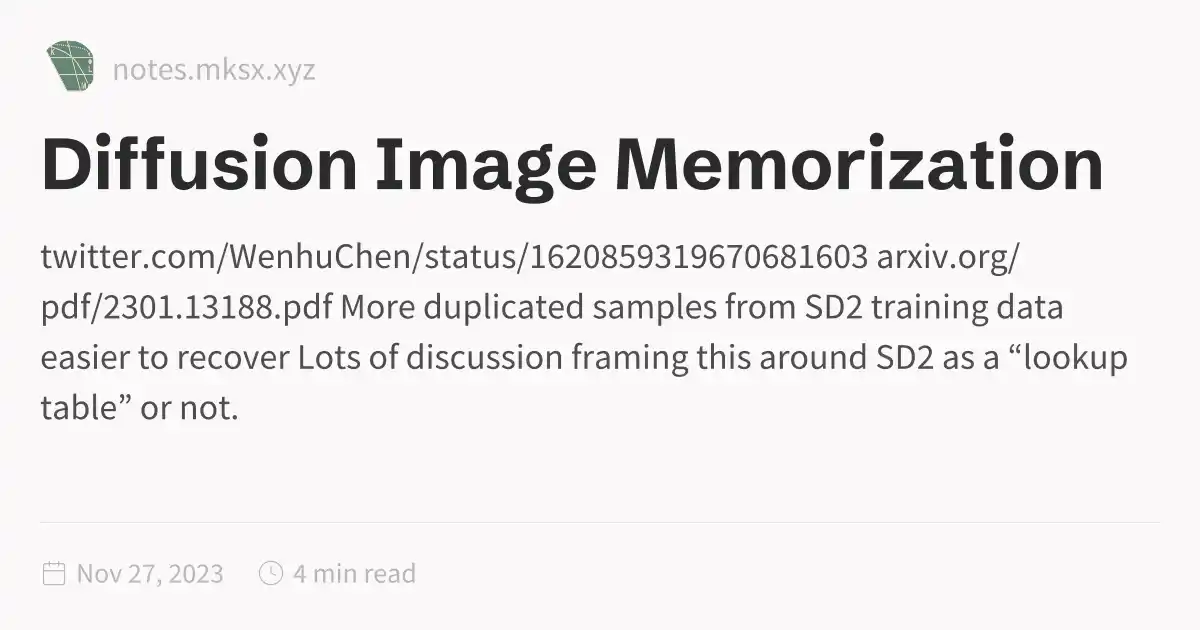 notes.mksx.xyz
Diffusion Image Memorization
twitter.com/WenhuChen/status/1620859319670681603 arxiv.org/
pdf/2301.13188.pdf More duplicated samples from SD2 training data
easier to recover Lots of discussion framing this around SD2 as a “lookup
table” or not.
Nov 27, 2023
4 min read